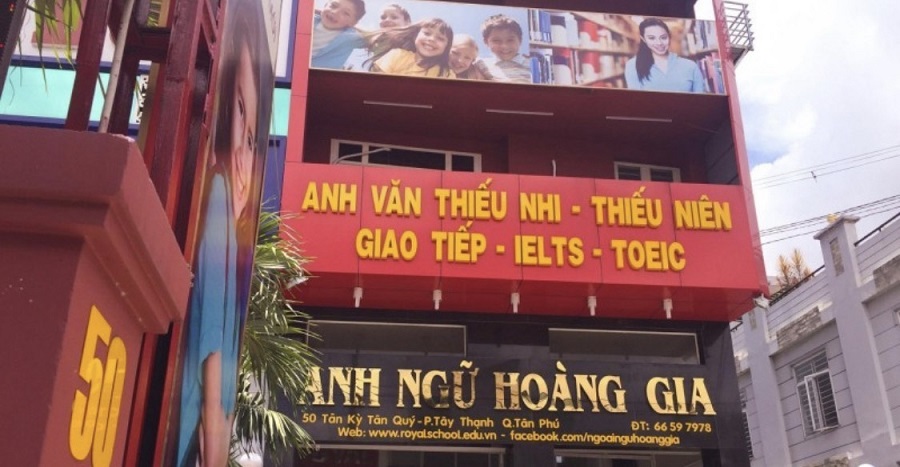 ANH VĂN THIẾU NHI - THIẾU NIÊN
GIAO TIẾP - IELTS - TOEIC
ANH NGỮ HOÀNG GIA
50 Tân Kỳ Tân Quý - P.Tây Thạnh Q.Tân Phú ĐT: 66 59 7978
Web: www.royalschool.edu.vn - facebook.com/ngoainguhoanggia
50